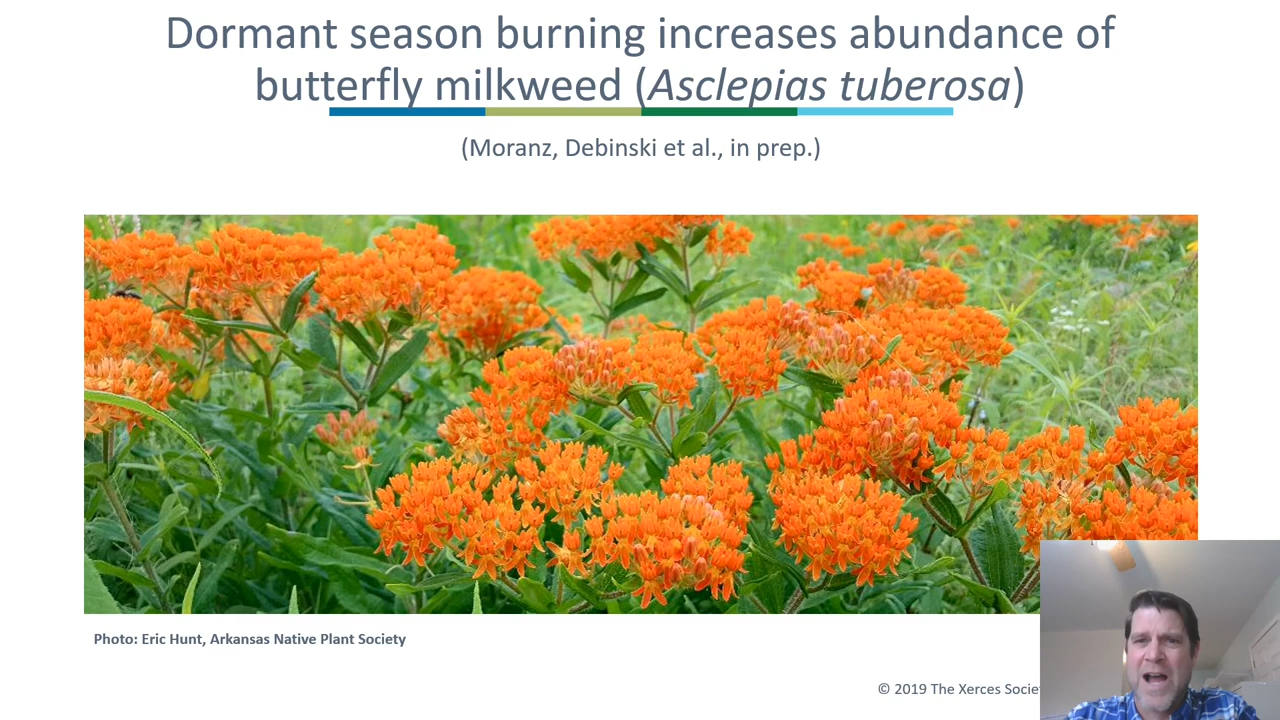 Dormant season burning increases abundance of
butterfly milkweed (Asclepias tuberosa)
(Moranz, Debinski et al., in prep.)
Photo: Eric Hunt, Arkansas Native Plant Society
© 2019 The Xerces